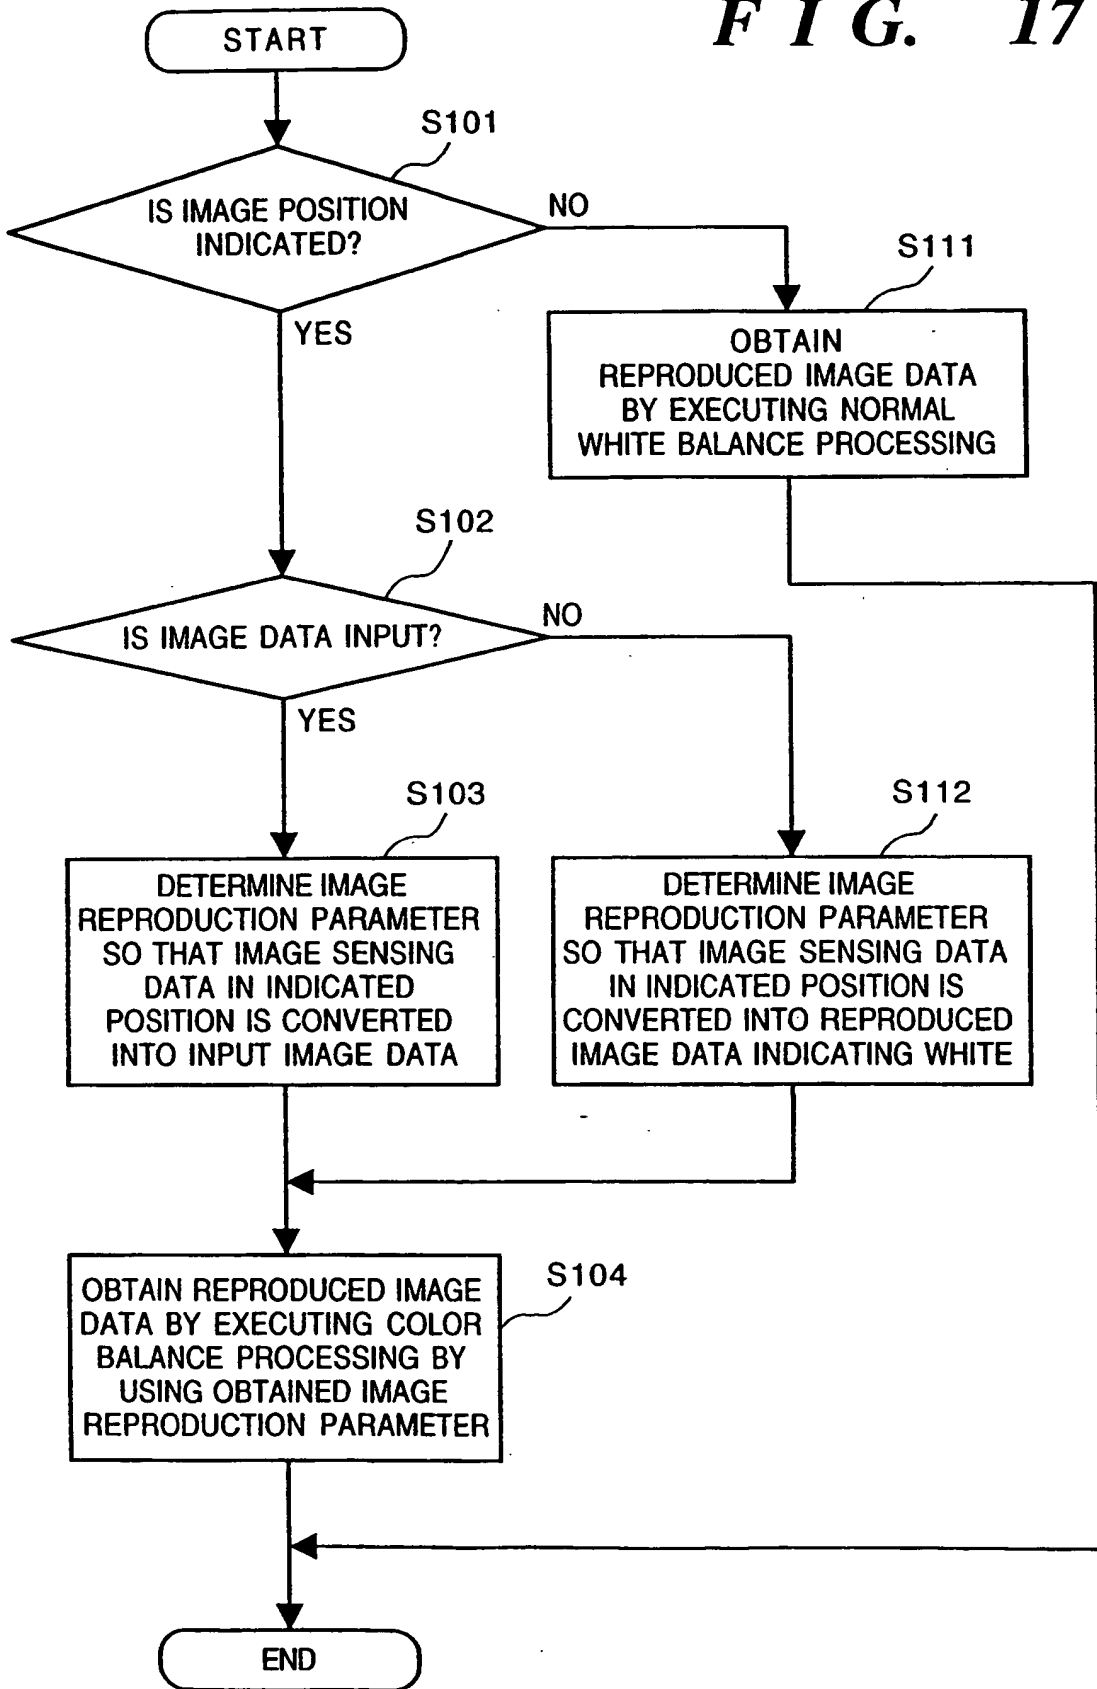 FIG. 17
START
S101
IS IMAGE POSITION
INDICATED?
NO
YES
S111
OBTAIN
REPRODUCED IMAGE DATA
BY EXECUTING NORMAL
WHITE BALANCE PROCESSING
S102
IS IMAGE DATA INPUT?
NO
YES
S103
DETERMINE IMAGE
REPRODUCTION PARAMETER
SO THAT IMAGE SENSING
DATA IN INDICATED
POSITION IS CONVERTED
INTO INPUT IMAGE DATA
S112
DETERMINE IMAGE
REPRODUCTION PARAMETER
SO THAT IMAGE SENSING DATA
IN INDICATED POSITION IS
CONVERTED INTO REPRODUCED
IMAGE DATA INDICATING WHITE
S104
OBTAIN REPRODUCED IMAGE
DATA BY EXECUTING COLOR
BALANCE PROCESSING BY
USING OBTAINED IMAGE
REPRODUCTION PARAMETER
END